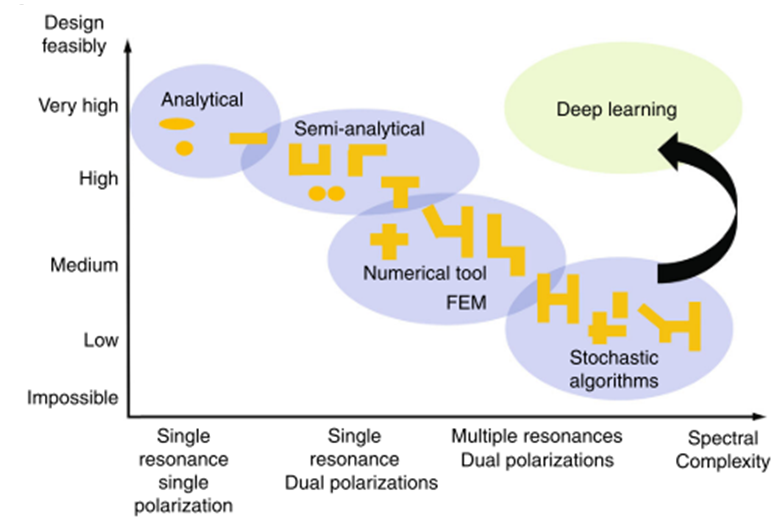 Design
feasibly
Very high
High
Medium
Low
Impossible
Analytical
Semi-analytical
Numerical tool
FEM
Stochastic
algorithms
Deep learning
Single
resonance
single
polarization
Single
resonance
Dual polarizations
Multiple resonances
Dual polarizations
Spectral
Complexity